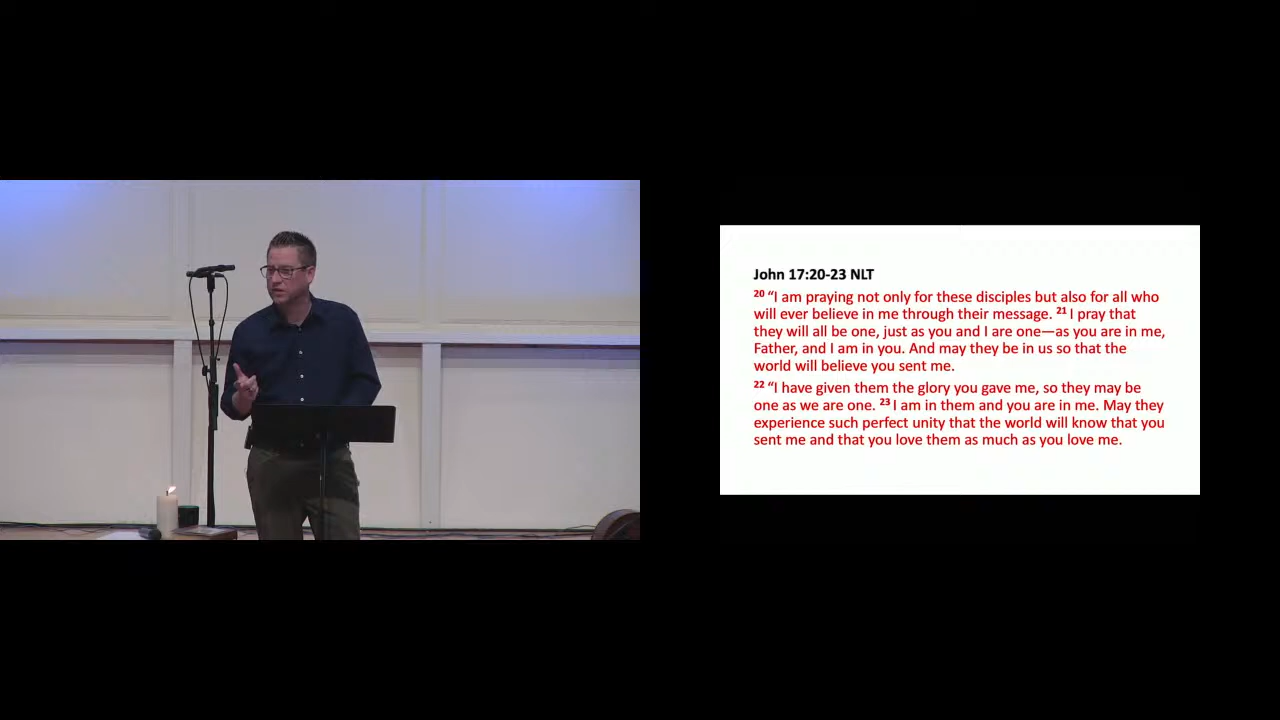 John 17:20-23 NLT
20 “I am praying not only for these disciples but also for all who
will ever believe in me through their message. 21 I pray that
they will all be one, just as you and I are one—as you are in me,
Father, and I am in you. And may they be in us so that the
world will believe you sent me.
22 “I have given them the glory you gave me, so they may be
one as we are one. 23 I am in them and you are in me. May they
experience such perfect unity that the world will know that you
sent me and that you love them as much as you love me.